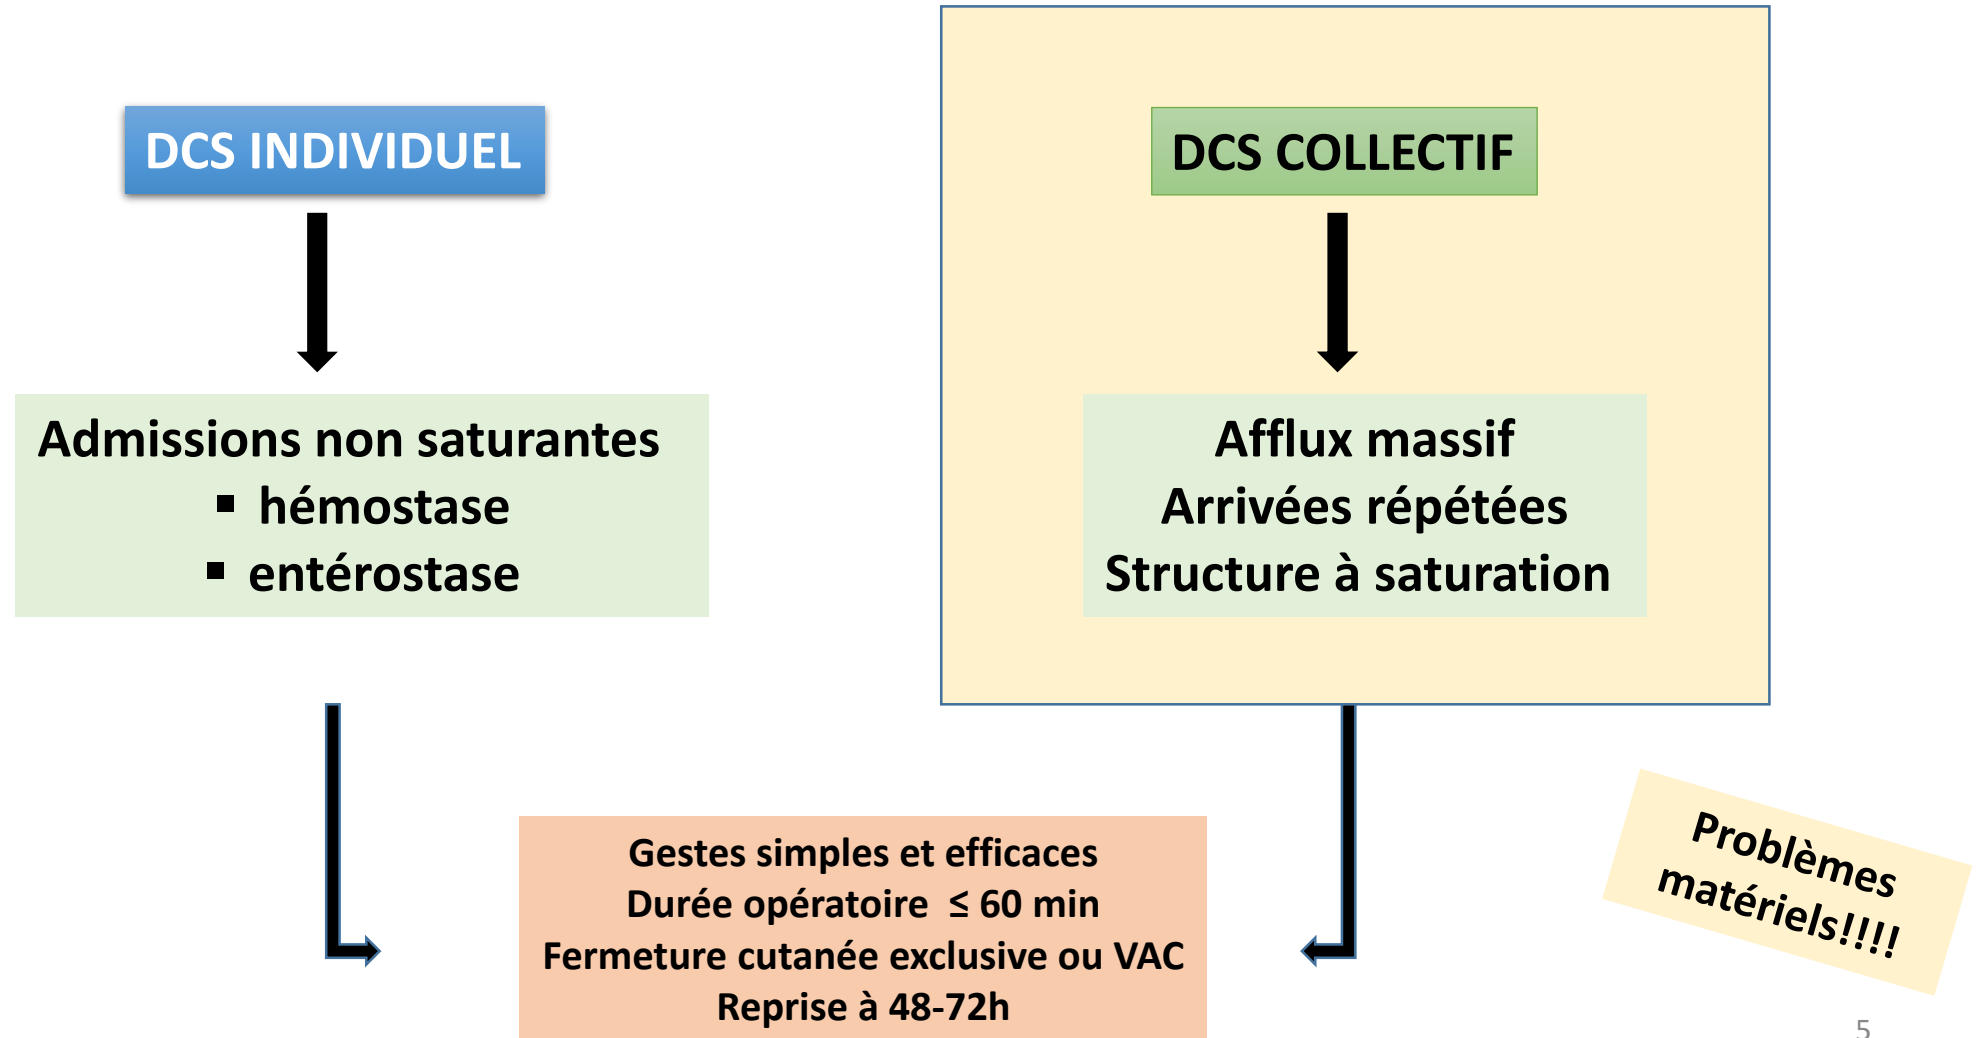 DCS INDIVIDUEL
Admissions non saturantes
▪ hémostase
▪ entérostase
DCS COLLECTIF
Afflux massif
Arrivées répétées
Structure à saturation
Gestes simples et efficaces
Durée opératoire ≤ 60 min
Fermeture cutanée exclusive ou VAC
Reprise à 48-72h
Problèmes
matériels!!!!
5